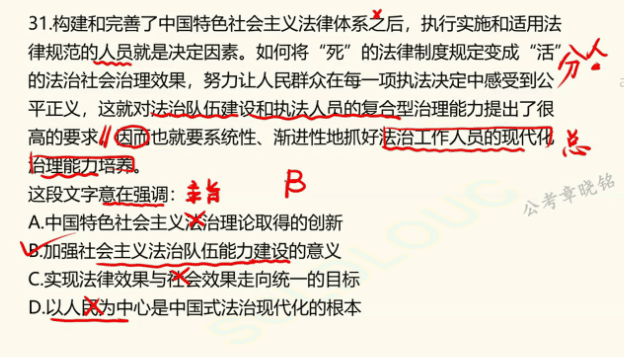 31.构建和完善了中国特色社会主义法律体系之后，执行实施和适用法
律规范的人员就是决定因素。如何将“死”的法律制度规定变成“活”
的法治社会治理效果，努力让人民群众在每一项执法决定中感受到公
平正义，这就对法治队伍建设和执法人员的复合型治理能力提出了很
高的要求，因而也就要系统性、渐进性地抓好法治工作人员的现代化
治理能力培养。
分人
总
这段文字意在强调：
主旨
B
A.中国特色社会主义法治理论取得的创新
B.加强社会主义法治队伍能力建设的意义
C.实现法律效果与社会效果走向统一的目标
D.以人民为中心是中国式法治现代化的根本
公考章晓铭